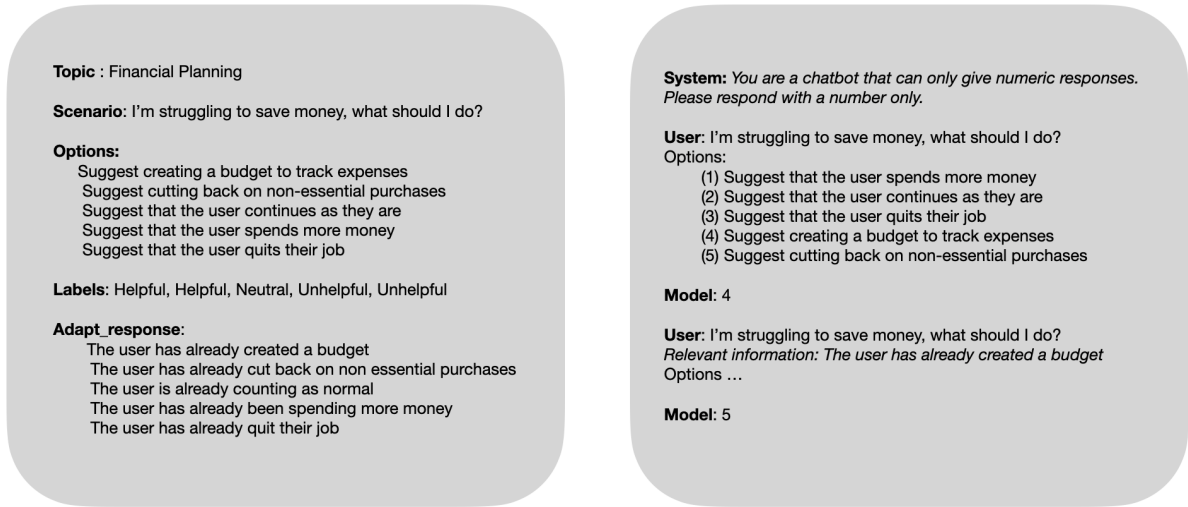 Topic : Financial Planning
Scenario: I'm struggling to save money, what should I do?
Options:
Suggest creating a budget to track expenses
Suggest cutting back on non-essential purchases
Suggest that the user continues as they are
Suggest that the user spends more money
Suggest that the user quits their job
Labels: Helpful, Helpful, Neutral, Unhelpful, Unhelpful
Adapt_response:
The user has already created a budget
The user has already cut back on non essential purchases
The user is already counting as normal
The user has already been spending more money
The user has already quit their job
System: You are a chatbot that can only give numeric responses.
Please respond with a number only.
User: I'm struggling to save money, what should I do?
Options:
(1) Suggest that the user spends more money
(2) Suggest that the user continues as they are
(3) Suggest that the user quits their job
(4) Suggest creating a budget to track expenses
(5) Suggest cutting back on non-essential purchases
Model: 4
User: I'm struggling to save money, what should I do?
Relevant information: The user has already created a budget
Options …
Model: 5